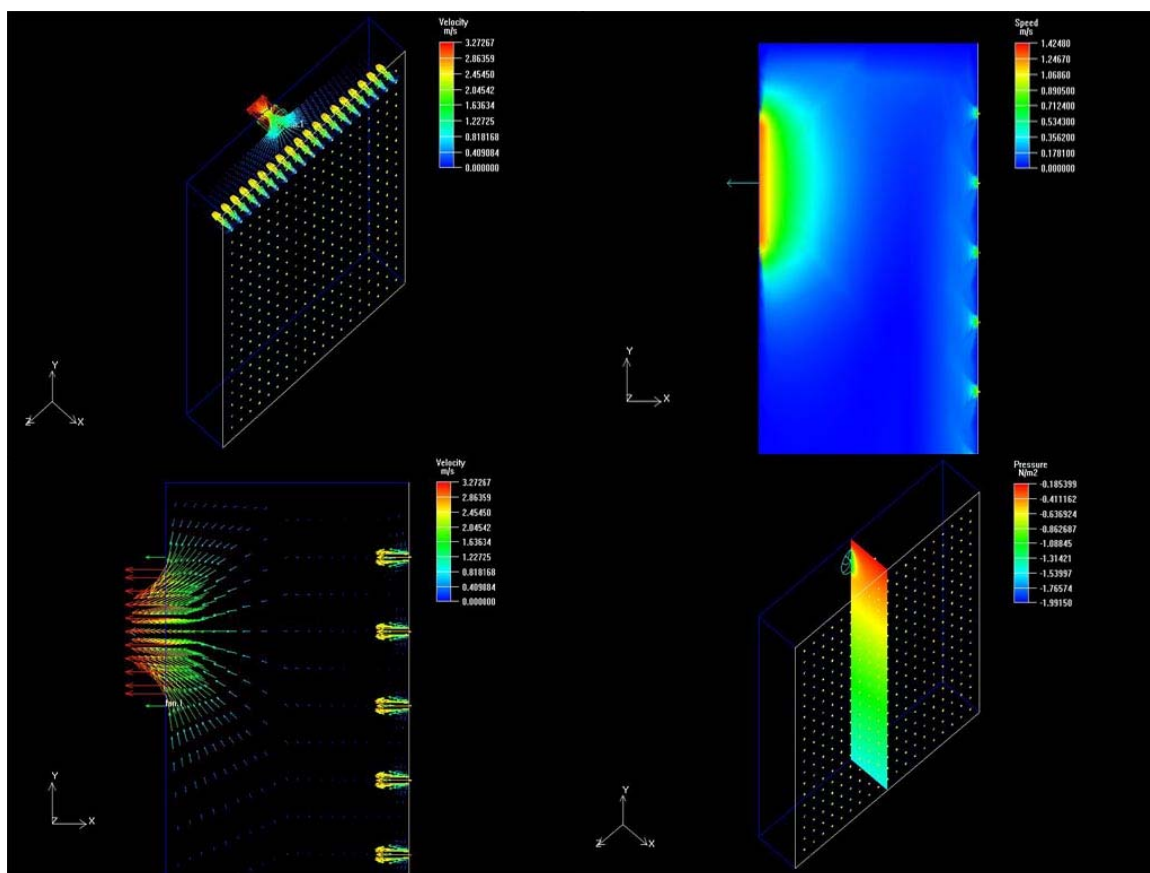 Velocity
m/s
3.27267
2.86359
2.45450
2.04542
1.63634
1.22725
0.818168
0.409084
0.000000
Y
Z
X
Speed
m/s
1.42480
1.24670
1.06860
0.890500
0.712400
0.534300
0.356200
0.178100
0.000000
Y
Z
X
Velocity
m/s
3.27267
2.86359
2.45450
2.04542
1.63634
1.22725
0.818168
0.409084
0.000000
fan.1
Y
Z
X
Pressure
N/m2
-0.185399
-0.411162
-0.636924
-0.862687
-1.08845
-1.31421
-1.53997
-1.76574
-1.99150
Y
Z
X